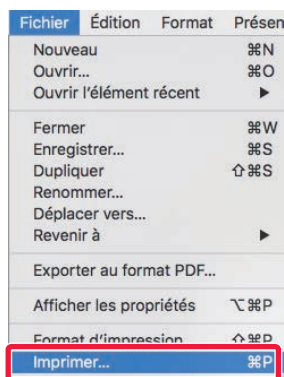 Fichier Édition Format Présen
Nouveau ⌘N
Ouvrir... ⌘O
Ouvrir l'élément récent ▶
Fermer ⌘W
Enregistrer... ⌘S
Dupliquer ⇧⌘S
Renommer...
Déplacer vers...
Revenir à ▶
Exporter au format PDF...
Afficher les propriétés ⌥⌘P
Format d'impression ⇧⌘P
Imprimer... ⌘P